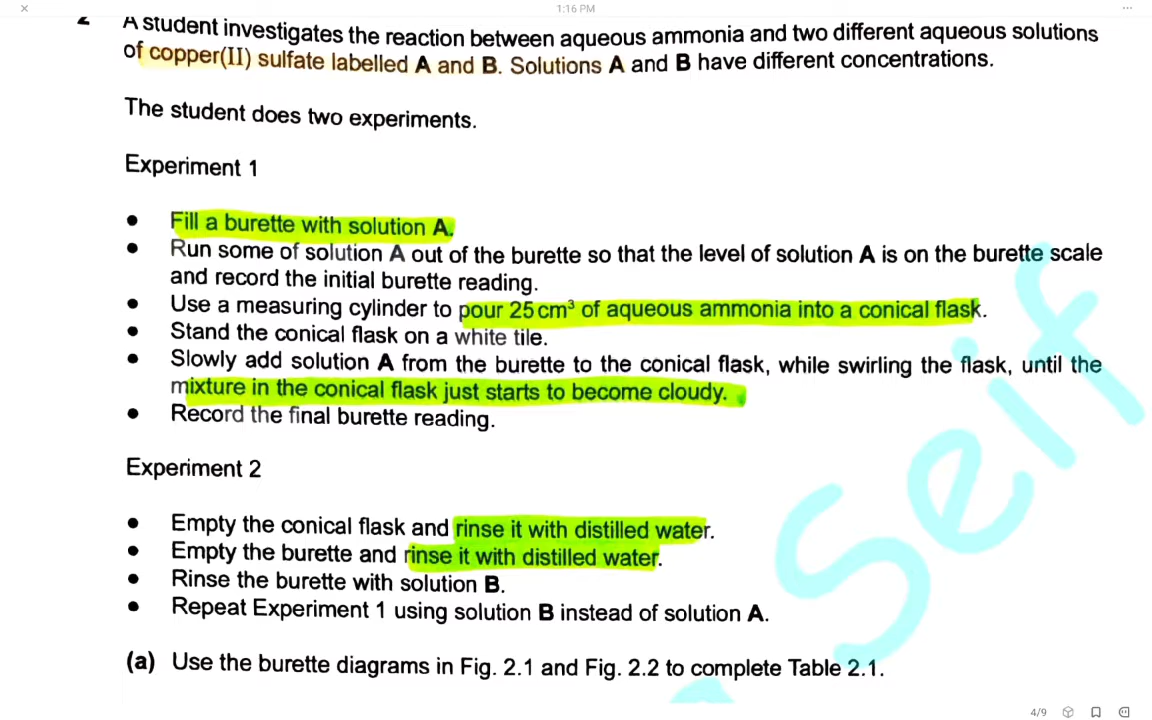 1:16 PM
2 A student investigates the reaction between aqueous ammonia and two different aqueous solutions
of copper(II) sulfate labelled A and B. Solutions A and B have different concentrations.
The student does two experiments.
Experiment 1
• Fill a burette with solution A.
• Run some of solution A out of the burette so that the level of solution A is on the burette scale
and record the initial burette reading.
• Use a measuring cylinder to pour 25 cm³ of aqueous ammonia into a conical flask.
• Stand the conical flask on a white tile.
• Slowly add solution A from the burette to the conical flask, while swirling the flask, until the
mixture in the conical flask just starts to become cloudy.
• Record the final burette reading.
Experiment 2
• Empty the conical flask and rinse it with distilled water.
• Empty the burette and rinse it with distilled water.
• Rinse the burette with solution B.
• Repeat Experiment 1 using solution B instead of solution A.
(a) Use the burette diagrams in Fig. 2.1 and Fig. 2.2 to complete Table 2.1.
Seif
4/9